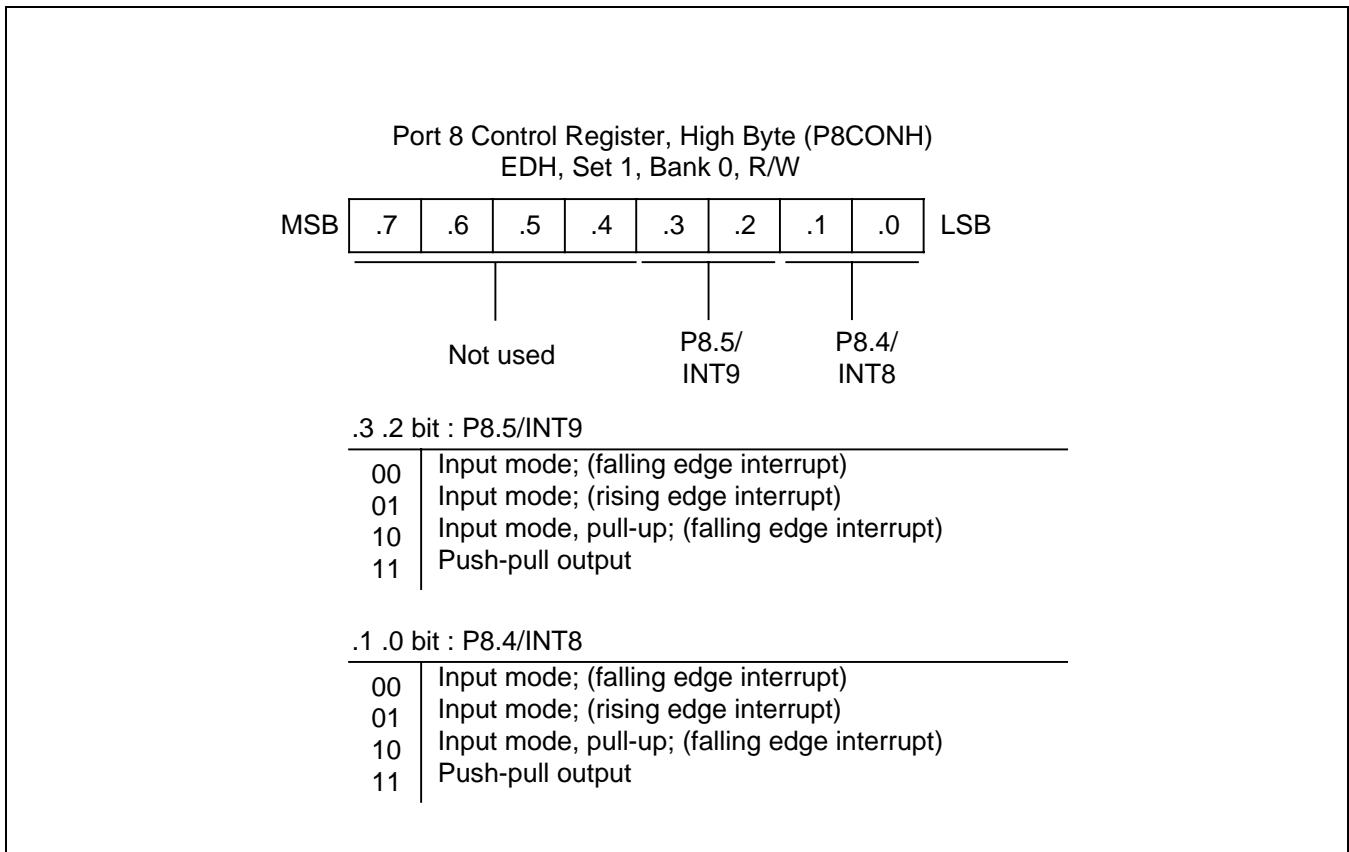 Port 8 Control Register, High Byte (P8CONH)
EDH, Set 1, Bank 0, R/W
MSB .7 .6 .5 .4 .3 .2 .1 .0 LSB
Not used P8.5/ P8.4/
INT9 INT8
.3 .2 bit : P8.5/INT9
00 Input mode; (falling edge interrupt)
01 Input mode; (rising edge interrupt)
10 Input mode, pull-up; (falling edge interrupt)
11 Push-pull output
.1 .0 bit : P8.4/INT8
00 Input mode; (falling edge interrupt)
01 Input mode; (rising edge interrupt)
10 Input mode, pull-up; (falling edge interrupt)
11 Push-pull output